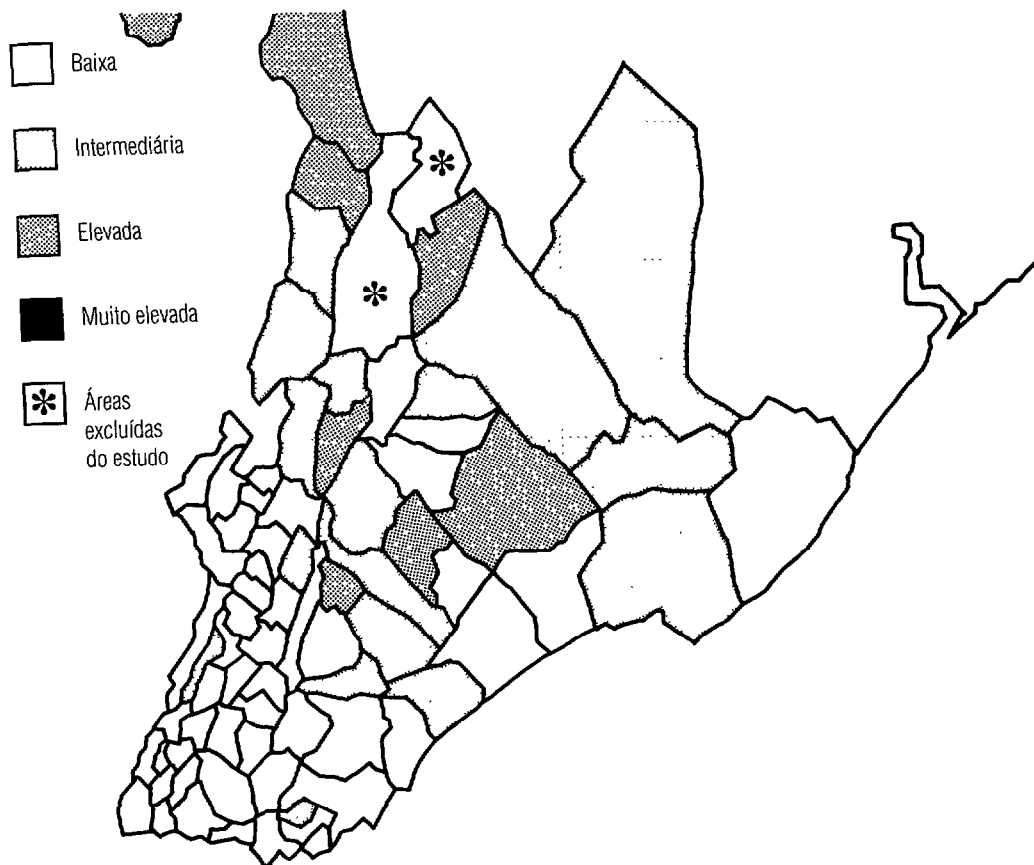 Baixa
Intermediária
Elevada
Muito elevada
Áreas
excluídas
do estudo